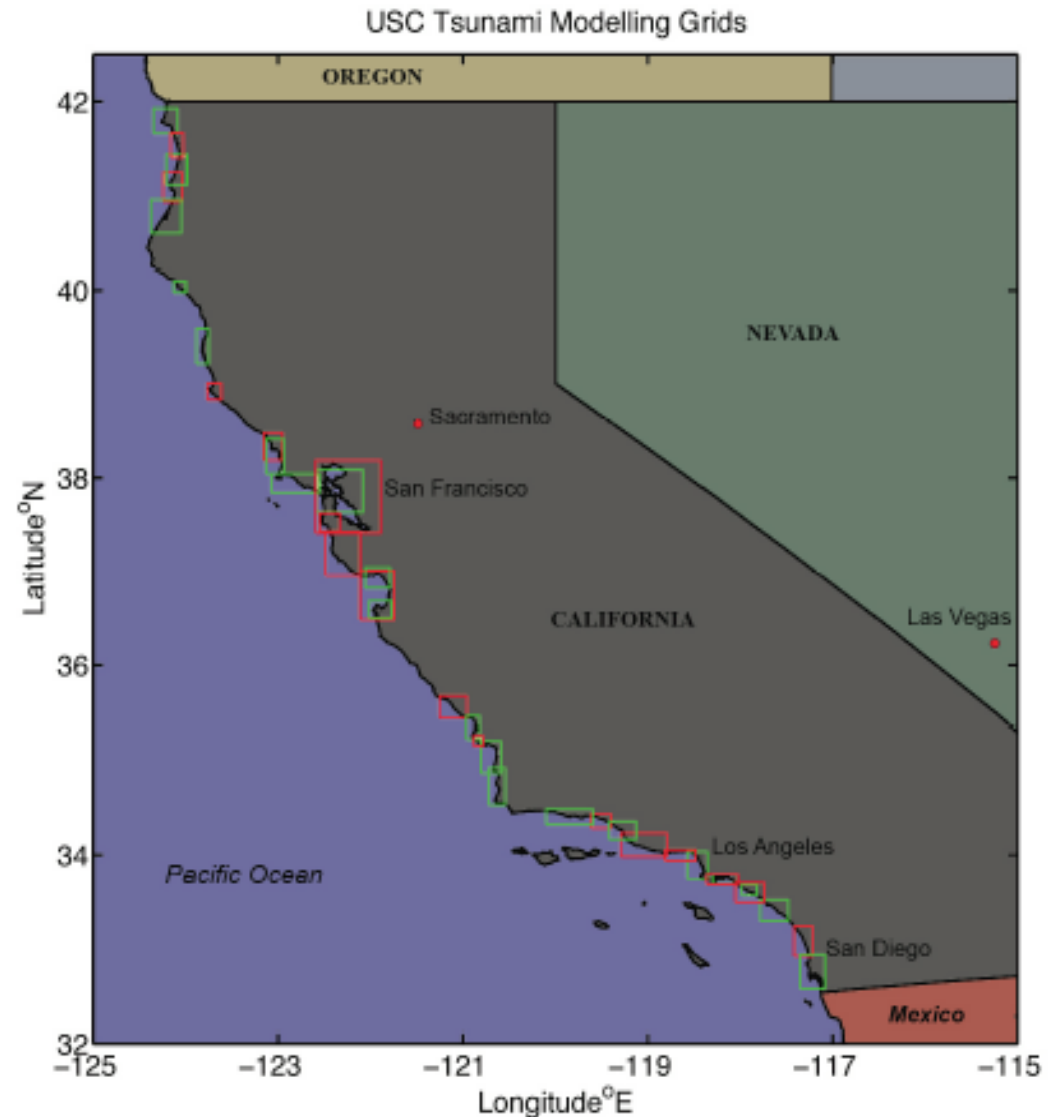 USC Tsunami Modelling Grids
OREGON
42
NEVADA
40
Sacramento
38
San Francisco
Latitude°N
CALIFORNIA
Las Vegas
36
Los Angeles
34
Pacific Ocean
San Diego
Mexico
32
−125 −123 −121 −119 −117 −115
Longitude°E